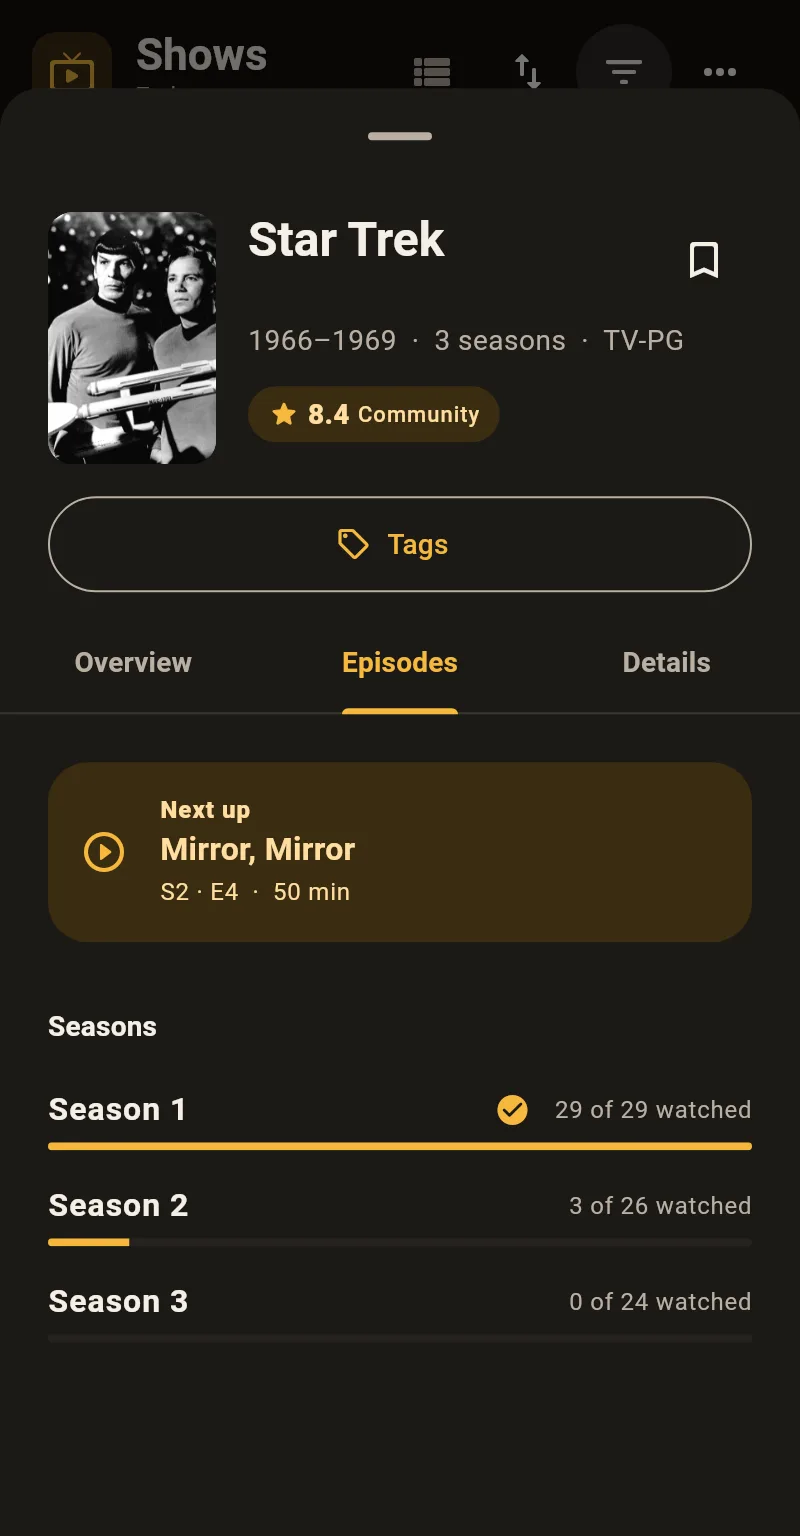 Shows
Star Trek
1966–1969 · 3 seasons · TV-PG
8.4 Community
Tags
Overview
Episodes
Details
Next up
Mirror, Mirror
S2 · E4 · 50 min
Seasons
Season 1
29 of 29 watched
Season 2
3 of 26 watched
Season 3
0 of 24 watched